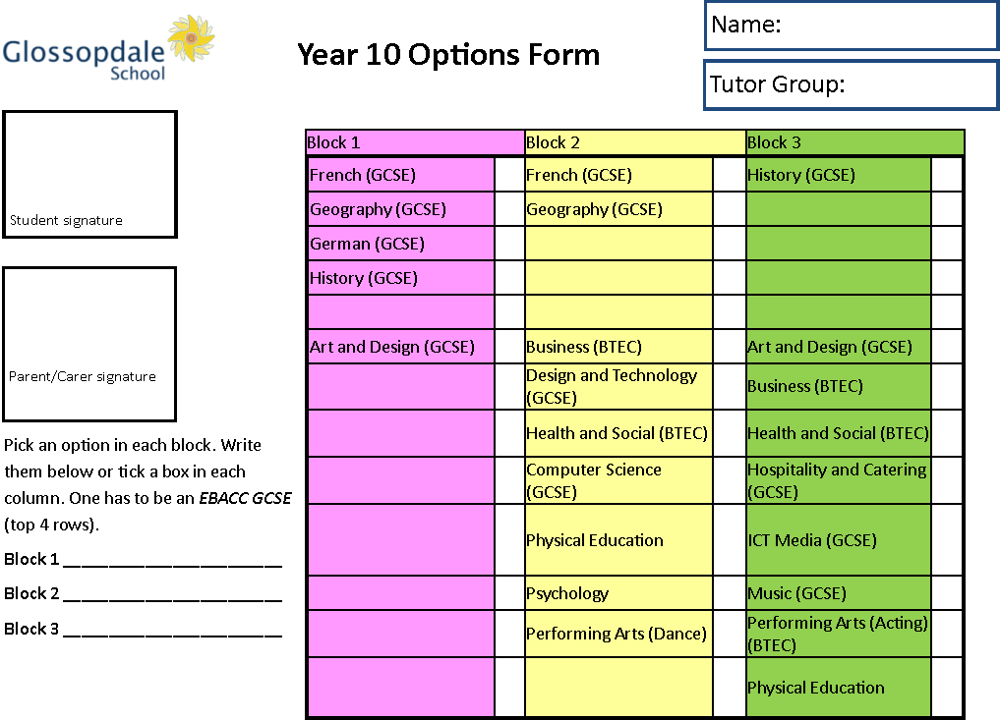 Glossopdale
School
Year 10 Options Form
Name:
Tutor Group:
Student signature
Parent/Carer signature
Pick an option in each block. Write
them below or tick a box in each
column. One has to be an EBACC GCSE
(top 4 rows).
Block 1 ________________________
Block 2 ________________________
Block 3 ________________________
Block 1 Block 2 Block 3
French (GCSE) French (GCSE) History (GCSE)
Geography (GCSE) Geography (GCSE)
German (GCSE)
History (GCSE)
Art and Design (GCSE) Business (BTEC) Art and Design (GCSE)
Design and Technology
(GCSE) Business (BTEC)
Health and Social (BTEC) Health and Social (BTEC)
Computer Science Hospitality and Catering
(GCSE) (GCSE)
Physical Education ICT Media (GCSE)
Psychology Music (GCSE)
Performing Arts (Dance) Performing Arts (Acting)
(BTEC)
Physical Education